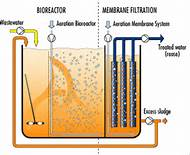 BIOREACTOR
MEMBRANE FILTRATION
Wastewater
Aeration Bioreactor
Aeration Membrane System
Treated water
(reuse)
Excess sludge